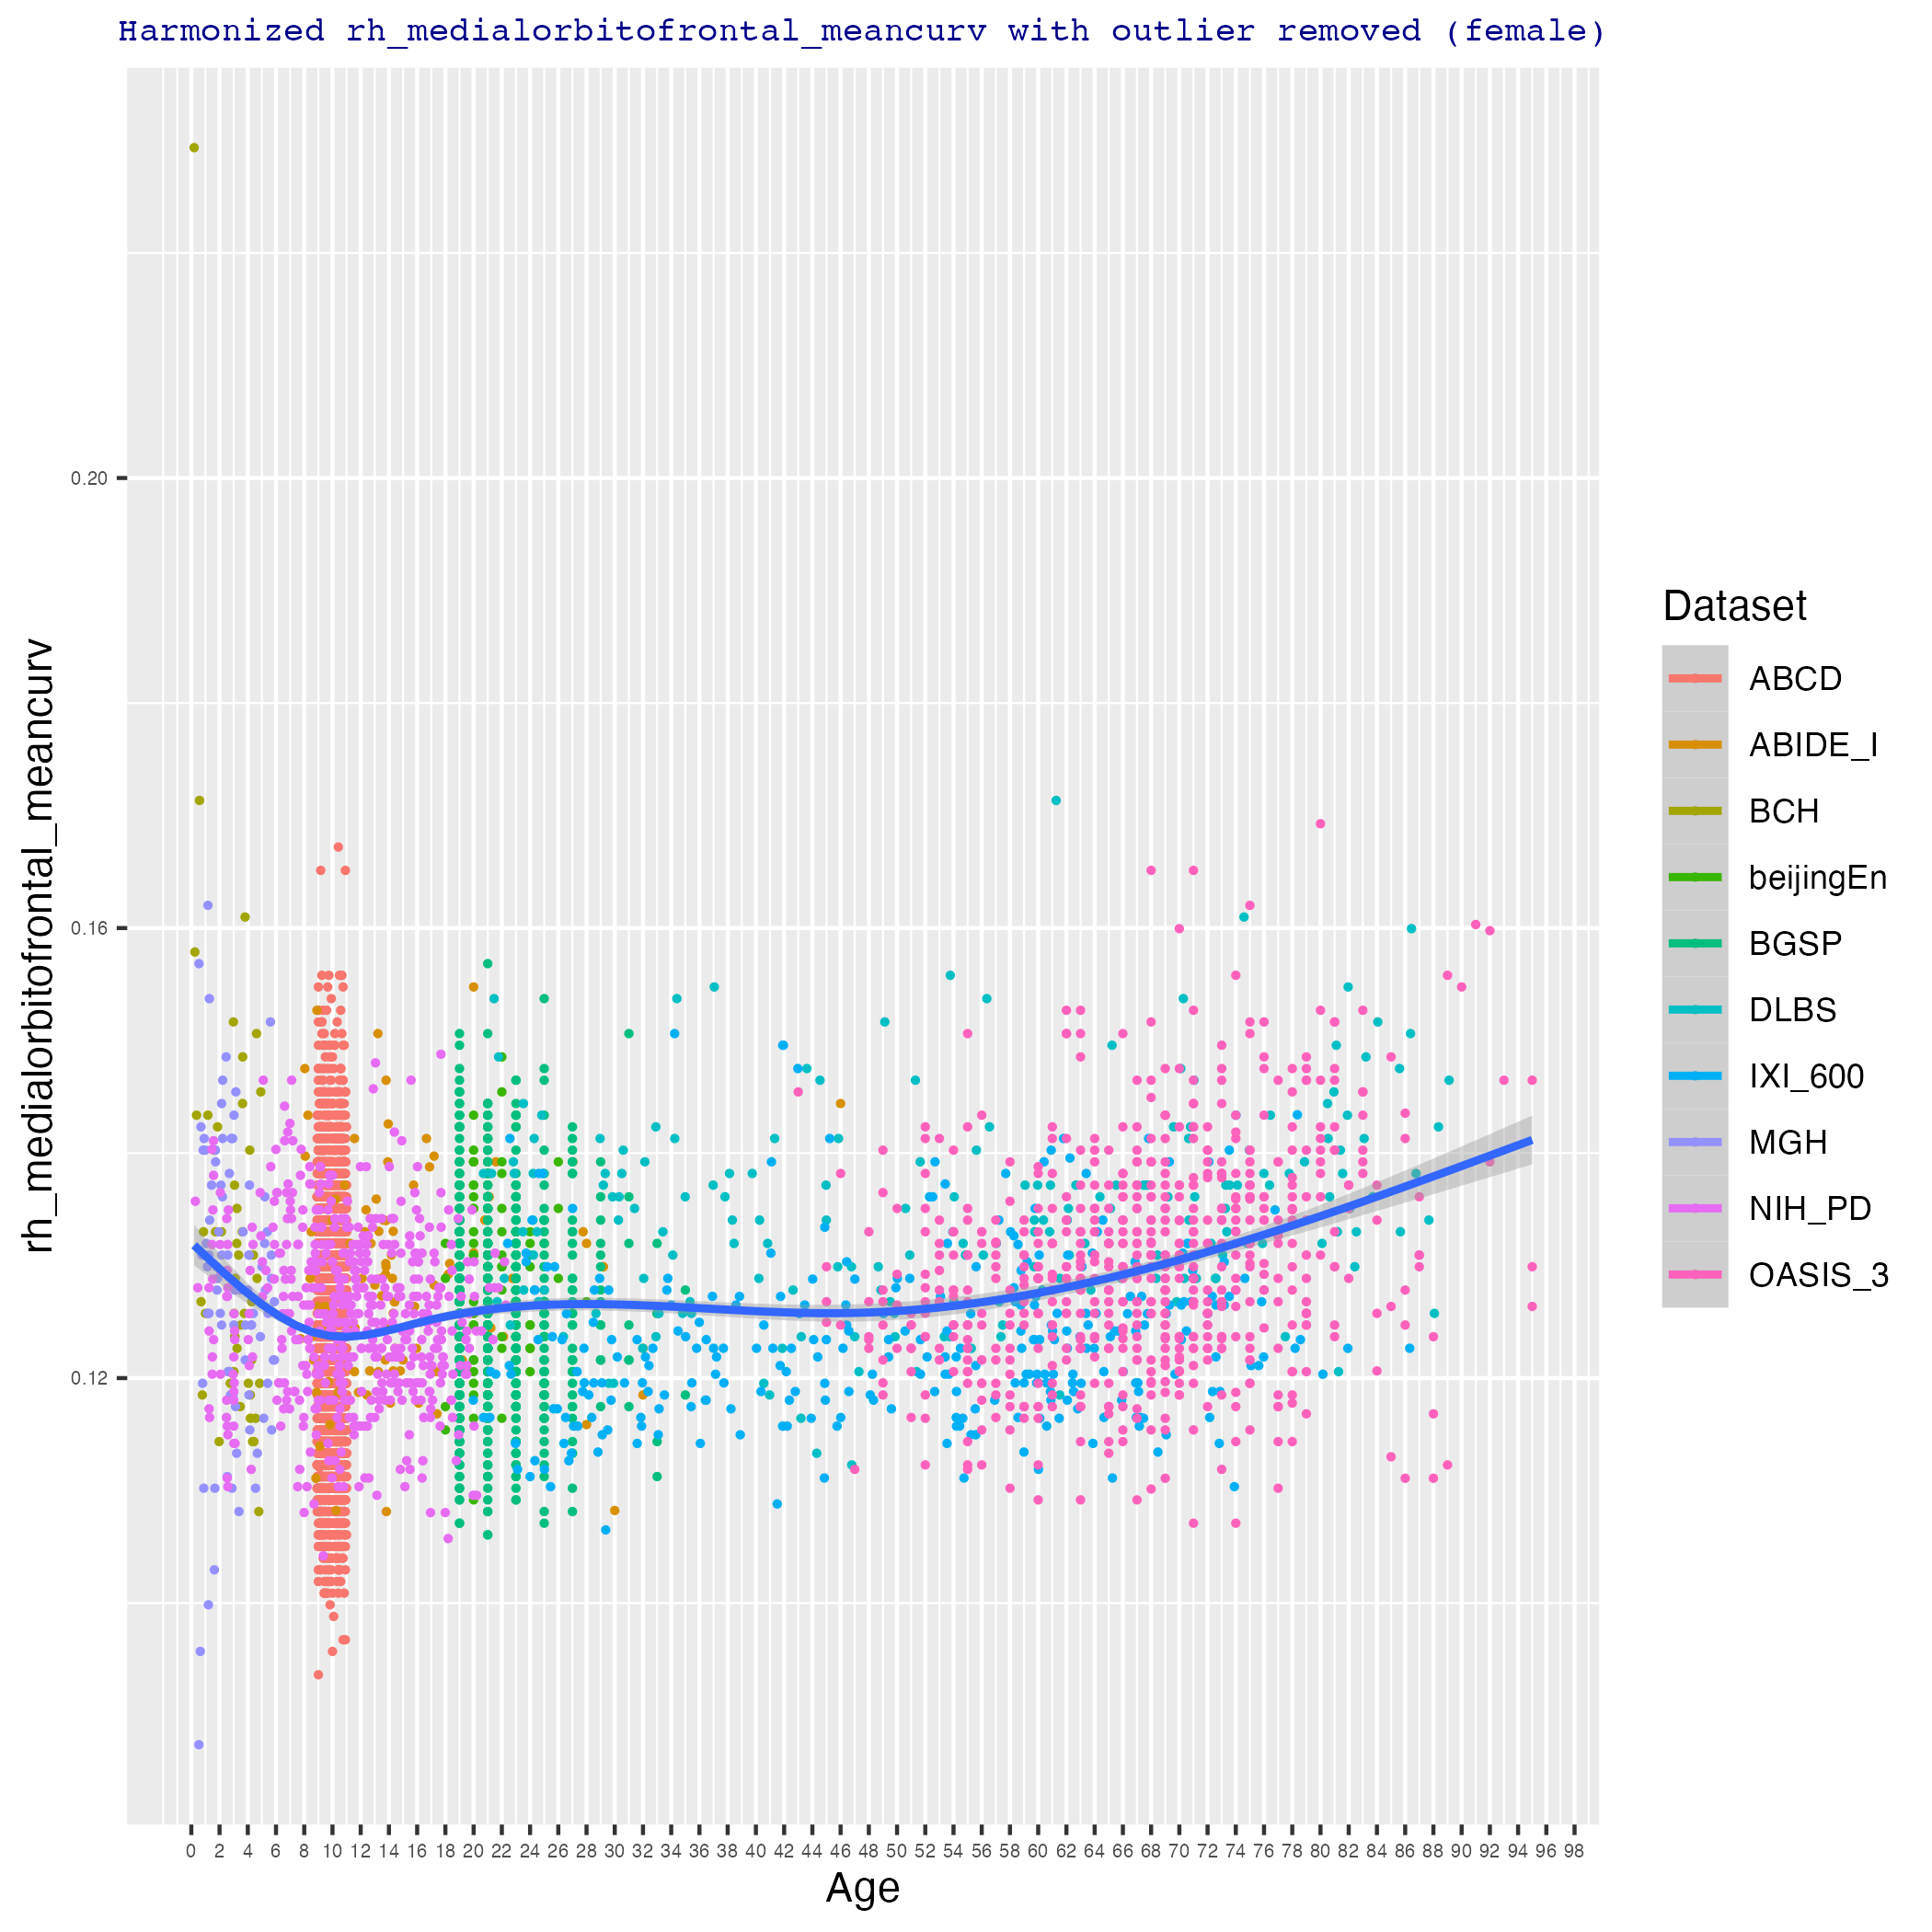 Harmonized rh_medialorbitofrontal_meancurv with outlier removed (female)
rh_medialorbitofrontal_meancurv
0.20
0.16
0.12
0 2 4 6 8 10 12 14 16 18 20 22 24 26 28 30 32 34 36 38 40 42 44 46 48 50 52 54 56 58 60 62 64 66 68 70 72 74 76 78 80 82 84 86 88 90 92 94 96 98
Age
Dataset
ABCD
ABIDE_I
BCH
beijingEn
BGSP
DLBS
IXI_600
MGH
NIH_PD
OASIS_3